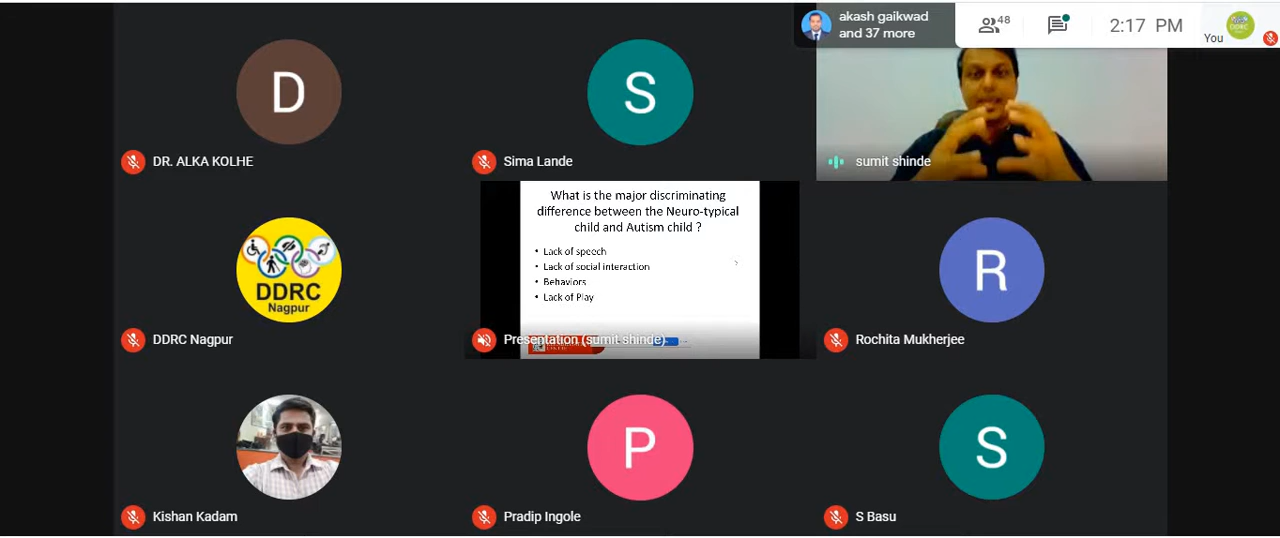 akash gaikwad
and 37 more
48
2:17 PM
You
D
DR. ALKA KOLHE
S
Sima Lande
sumit shinde
DDRC
Nagpur
DDRC Nagpur
What is the major discriminating
difference between the Neuro-typical
child and Autism child ?
• Lack of speech
• Lack of social interaction
• Behaviors
• Lack of Play
Presentation (sumit shinde)
R
Rochita Mukherjee
Kishan Kadam
P
Pradip Ingole
S
S Basu